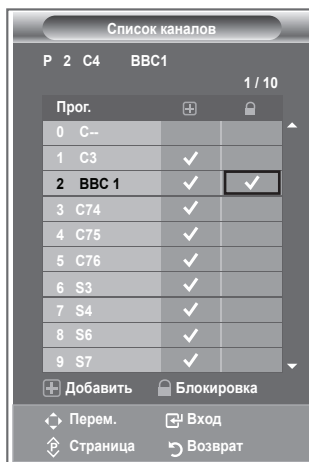 Список каналов
P 2 C4 BBC1
1 / 10
Прог.
0 C--
1 C3
2 BBC 1
3 C74
4 C75
5 C76
6 S3
7 S4
8 S6
9 S7
Добавить Блокировка
Перем. Вход
Страница Возврат